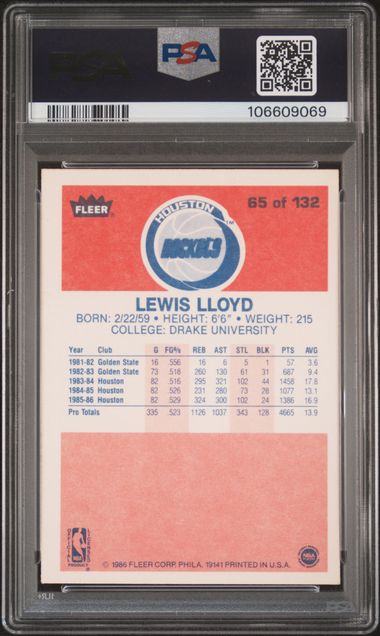 PSA
PSA
106609069
FLEER
HOUSTON
ROCKETS
TM
65 of 132
LEWIS LLOYD
BORN: 2/22/59 • HEIGHT: 6'6" • WEIGHT: 215
COLLEGE: DRAKE UNIVERSITY
Year Club G FG% REB AST STL BLK PTS AVG
1981-82 Golden State 16 .556 16 6 5 1 57 3.6
1982-83 Golden State 73 .518 260 130 61 31 687 9.4
1983-84 Houston 82 .516 295 321 102 44 1458 17.8
1984-85 Houston 82 .526 231 280 73 28 1077 13.1
1985-86 Houston 82 .529 324 300 102 24 1386 16.9
Pro Totals 335 .523 1126 1037 343 128 4665 13.9
NBA
© 1986 FLEER CORP. PHILA. 19141 PRINTED IN U.S.A.